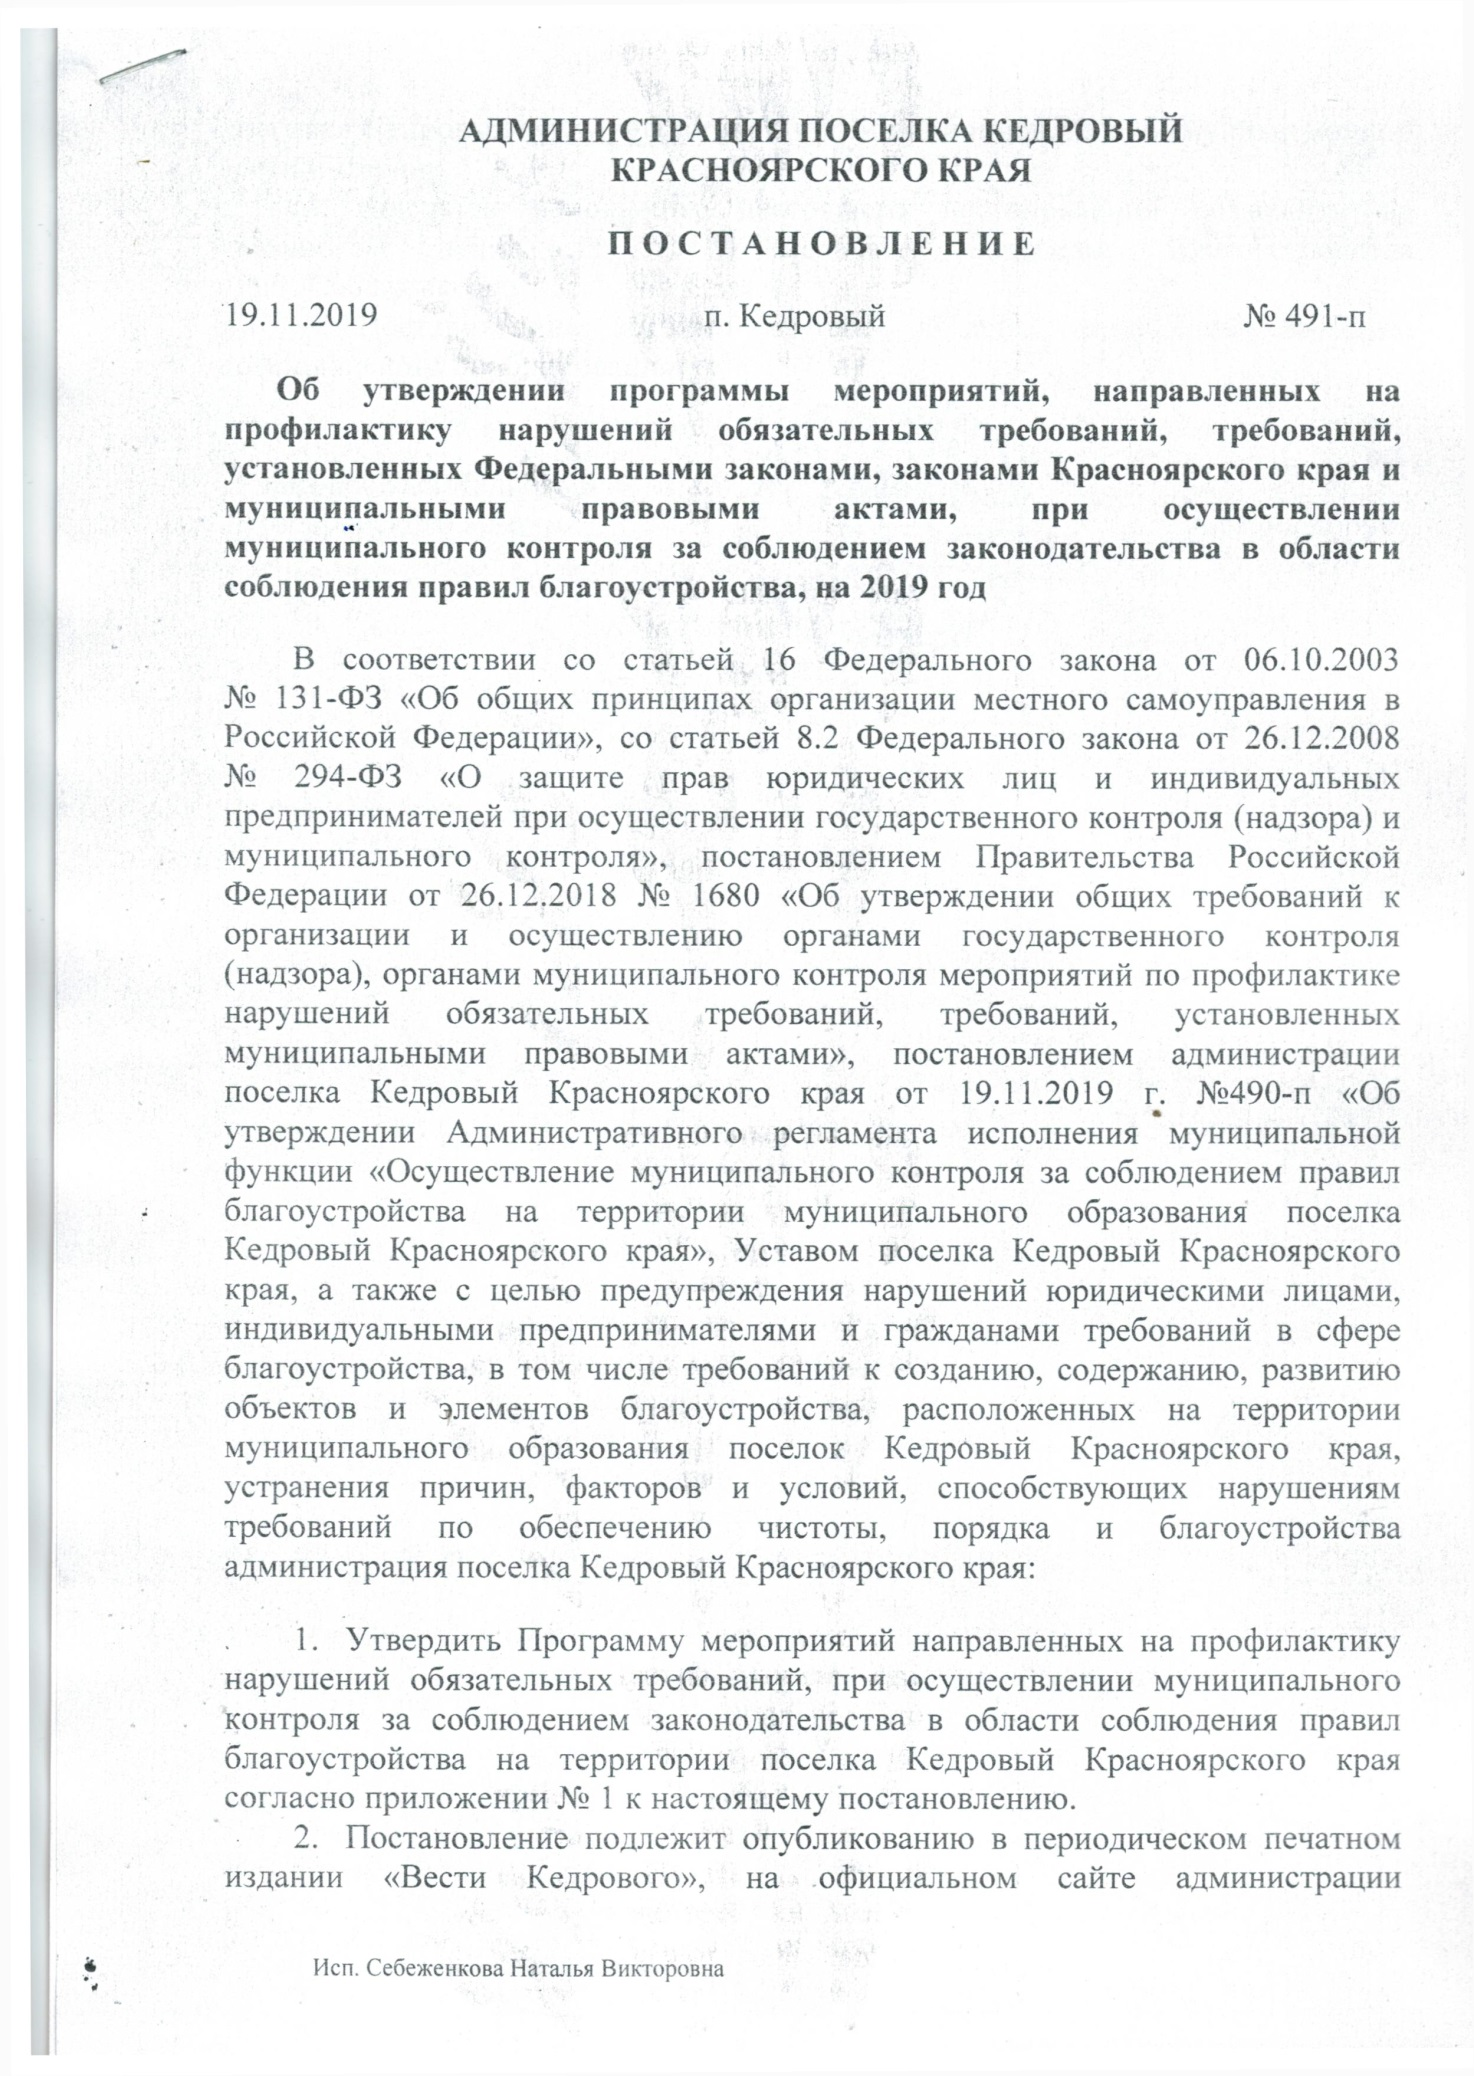 АДМИНИСТРАЦИЯ ПОСЕЛКА КЕДРОВЫЙ
КРАСНОЯРСКОГО КРАЯ
П О С Т А Н О В Л Е Н И Е
19.11.2019 п. Кедровый № 491-п
Об утверждении программы мероприятий, направленных на
профилактику нарушений обязательных требований, требований,
установленных Федеральными законами, законами Красноярского края и
муниципальными правовыми актами, при осуществлении
муниципального контроля за соблюдением законодательства в области
соблюдения правил благоустройства, на 2019 год
В соответствии со статьей 16 Федерального закона от 06.10.2003
№ 131-ФЗ «Об общих принципах организации местного самоуправления в
Российской Федерации», со статьей 8.2 Федерального закона от 26.12.2008
№ 294-ФЗ «О защите прав юридических лиц и индивидуальных
предпринимателей при осуществлении государственного контроля (надзора) и
муниципального контроля», постановлением Правительства Российской
Федерации от 26.12.2018 № 1680 «Об утверждении общих требований к
организации и осуществлению органами государственного контроля
(надзора), органами муниципального контроля мероприятий по профилактике
нарушений обязательных требований, требований, установленных
муниципальными правовыми актами», постановлением администрации
поселка Кедровый Красноярского края от 19.11.2019 г. №490-п «Об
утверждении Административного регламента исполнения муниципальной
функции «Осуществление муниципального контроля за соблюдением правил
благоустройства на территории муниципального образования поселка
Кедровый Красноярского края», Уставом поселка Кедровый Красноярского
края, а также с целью предупреждения нарушений юридическими лицами,
индивидуальными предпринимателями и гражданами требований в сфере
благоустройства, в том числе требований к созданию, содержанию, развитию
объектов и элементов благоустройства, расположенных на территории
муниципального образования поселок Кедровый Красноярского края,
устранения причин, факторов и условий, способствующих нарушениям
требований по обеспечению чистоты, порядка и благоустройства
администрация поселка Кедровый Красноярского края:
1. Утвердить Программу мероприятий направленных на профилактику
нарушений обязательных требований, при осуществлении муниципального
контроля за соблюдением законодательства в области соблюдения правил
благоустройства на территории поселка Кедровый Красноярского края
согласно приложении № 1 к настоящему постановлению.
2. Постановление подлежит опубликованию в периодическом печатном
издании «Вести Кедрового», на официальном сайте администрации
Исп. Себеженкова Наталья Викторовна